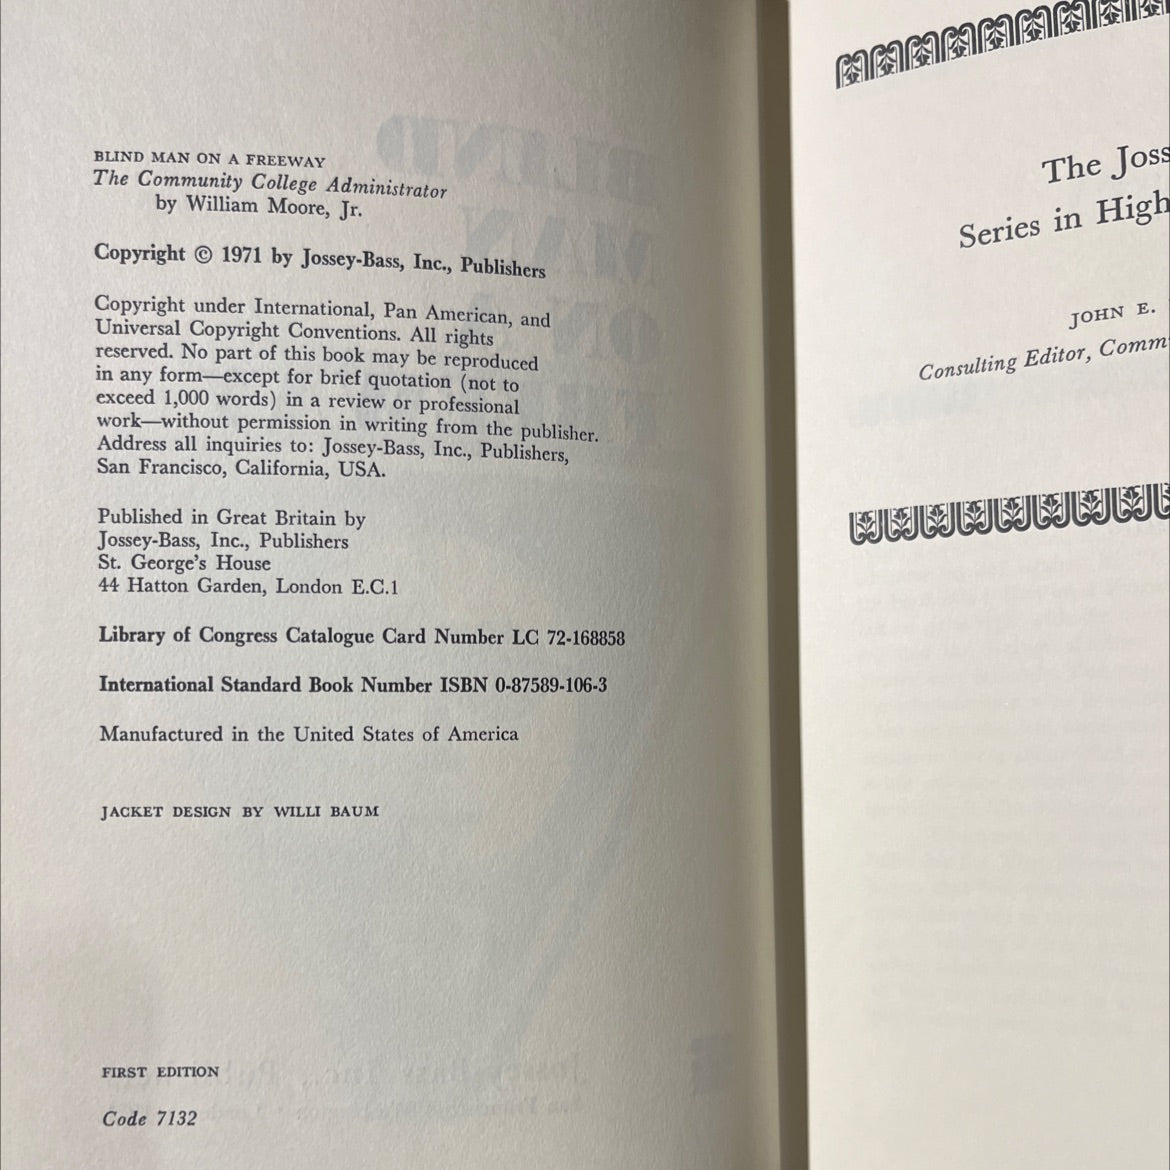 BLIND MAN ON A FREEWAY
The Community College Administrator
by William Moore, Jr.
Copyright © 1971 by Jossey-Bass, Inc., Publishers
Copyright under International, Pan American, and
Universal Copyright Conventions. All rights
reserved. No part of this book may be reproduced
in any form—except for brief quotation (not to
exceed 1,000 words) in a review or professional
work—without permission in writing from the publisher.
Address all inquiries to: Jossey-Bass, Inc., Publishers,
San Francisco, California, USA.
Published in Great Britain by
Jossey-Bass, Inc., Publishers
St. George's House
44 Hatton Garden, London E.C.1
Library of Congress Catalogue Card Number LC 72-168858
International Standard Book Number ISBN 0-87589-106-3
Manufactured in the United States of America
JACKET DESIGN BY WILLI BAUM
FIRST EDITION
Code 7132
The Joss
Series in High
JOHN E.
Consulting Editor, Comm